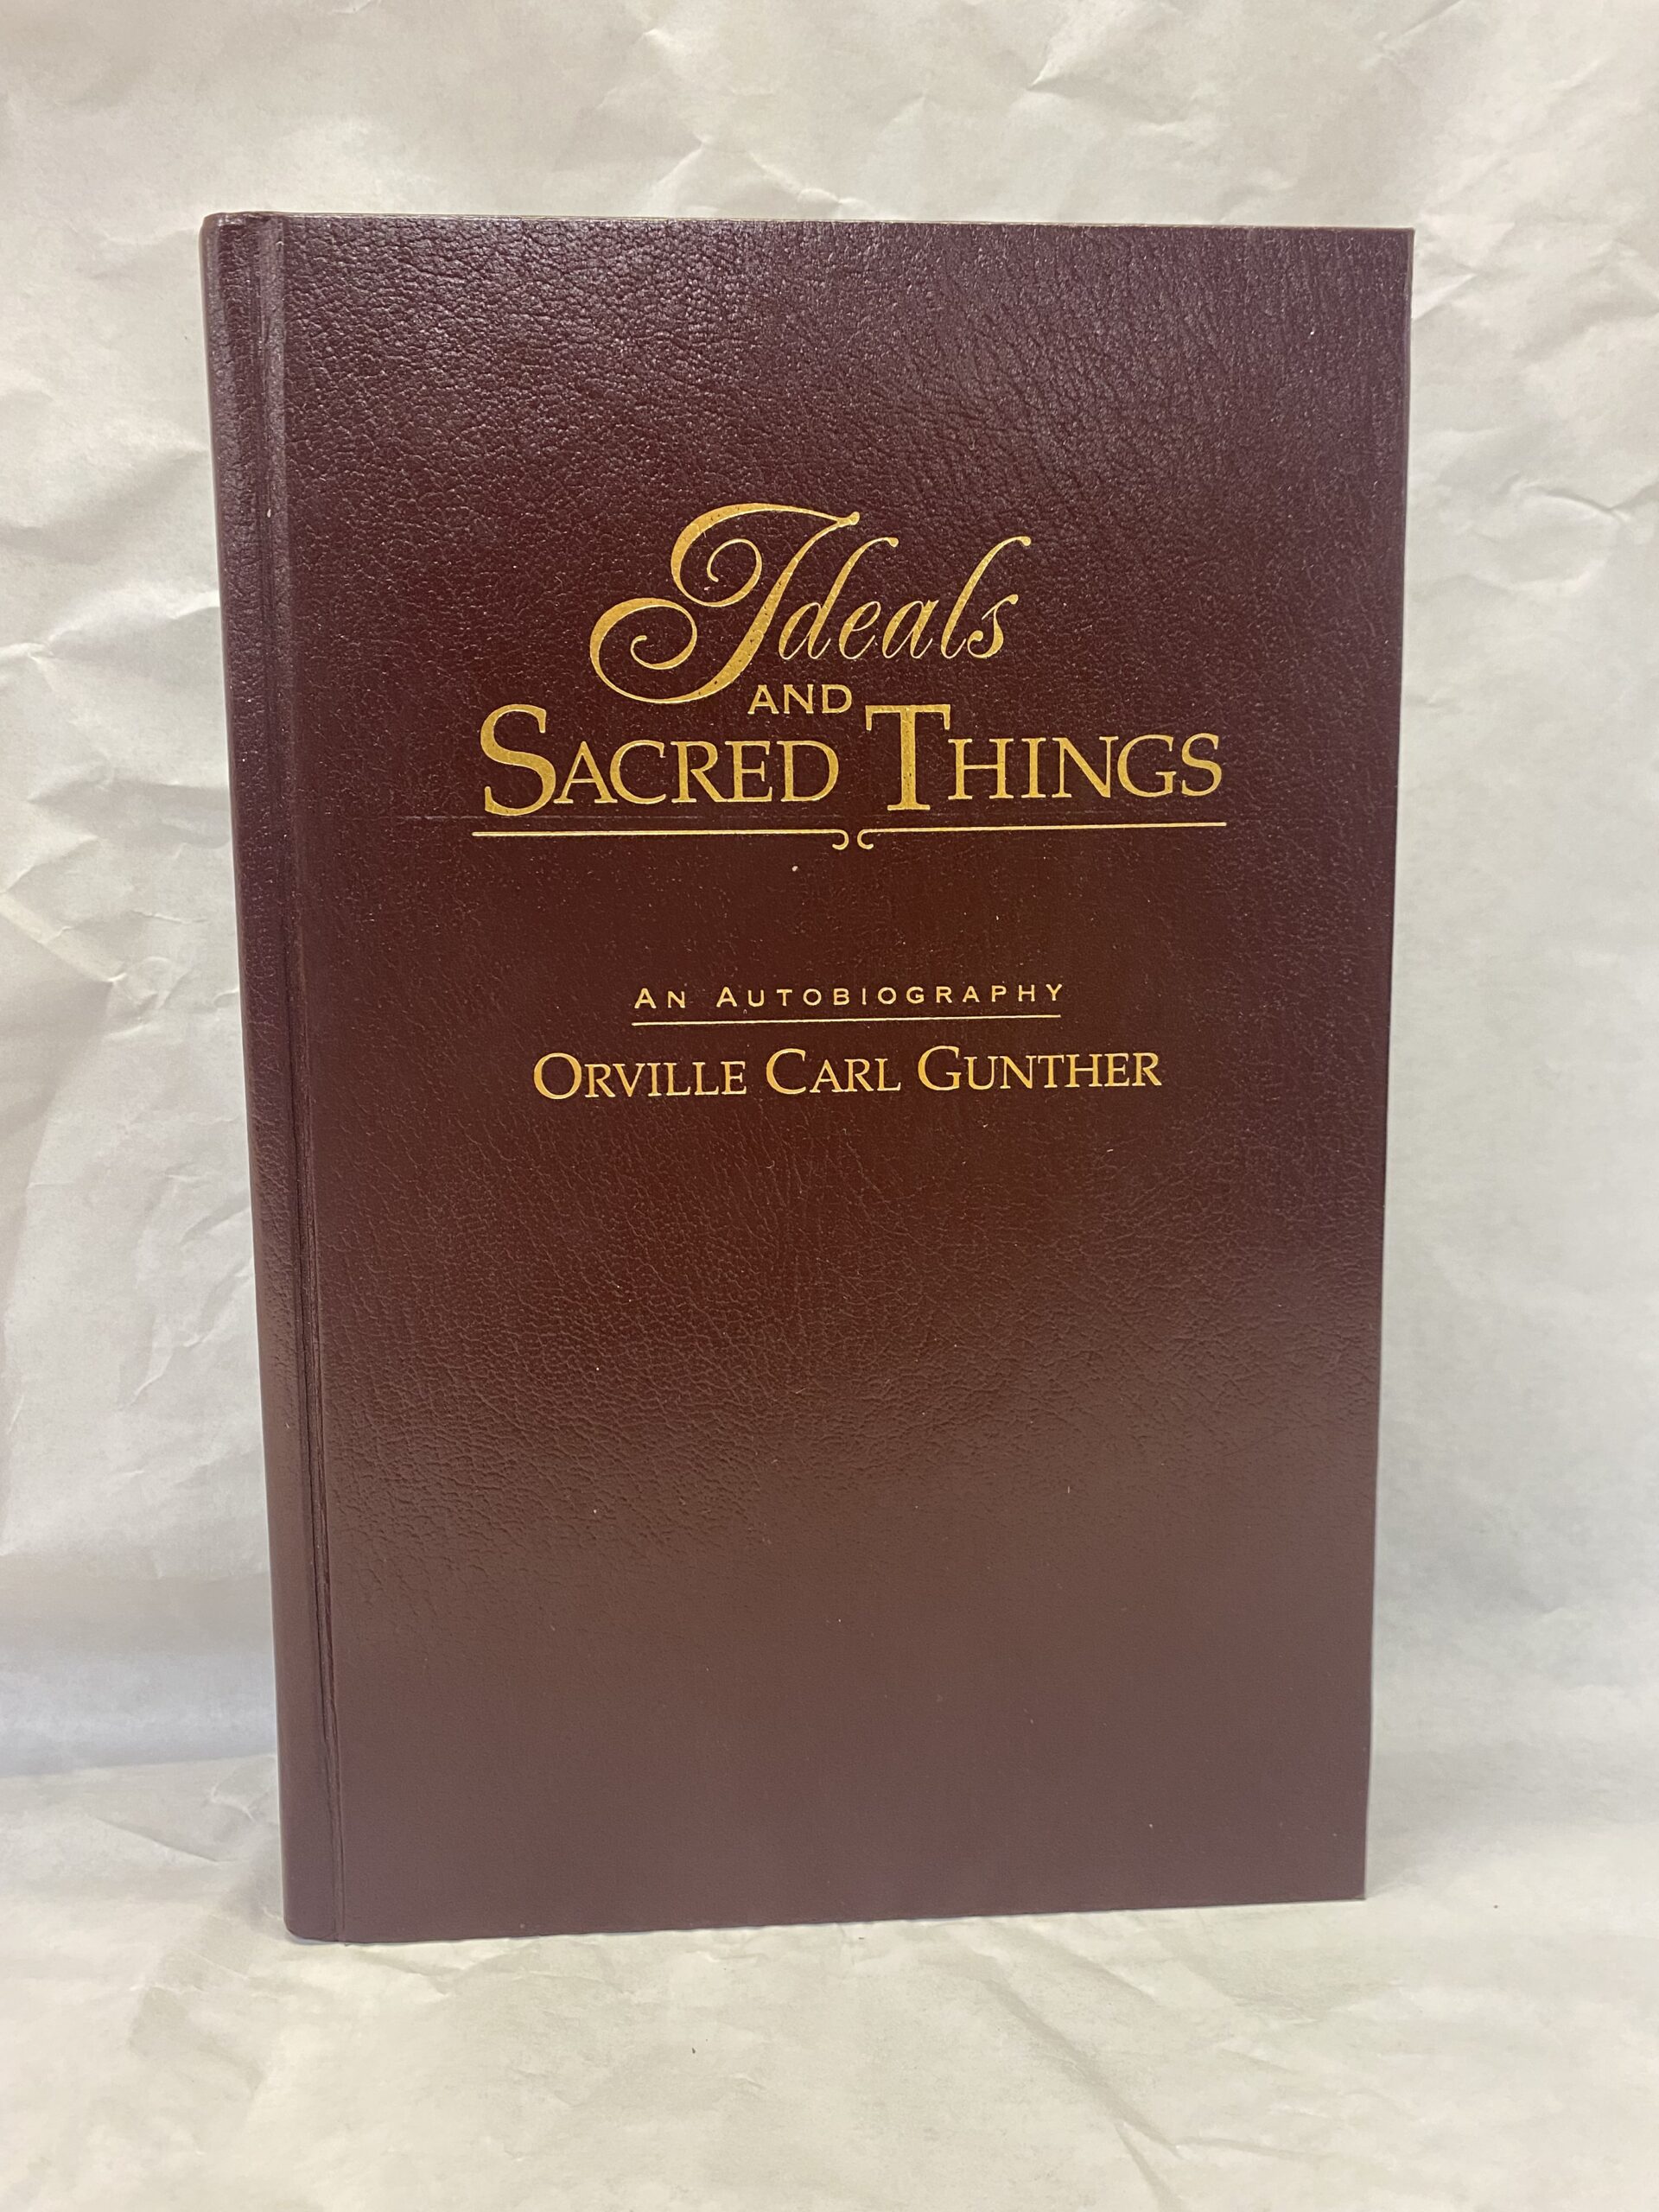 Ideals
AND
SACRED THINGS
AN AUTOBIOGRAPHY
ORVILLE CARL GUNTHER